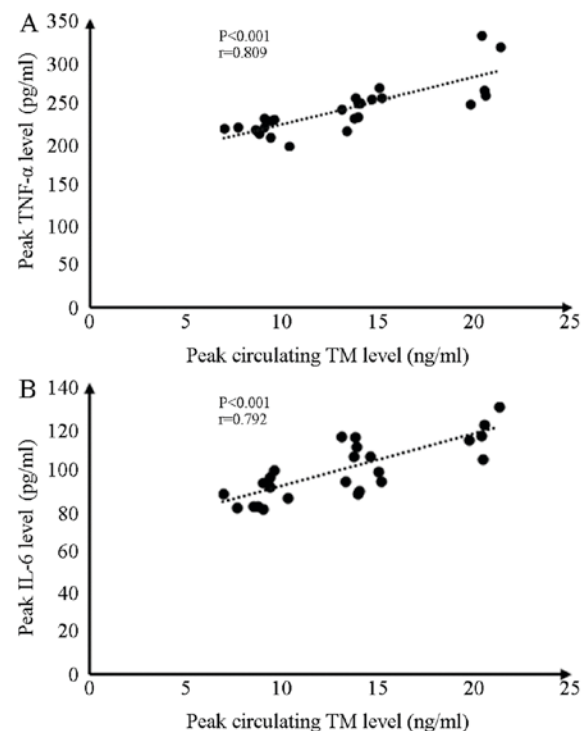 A
P<0.001
r=0.809
Peak TNF-α level (pg/ml)
350
300
250
200
150
100
50
0
0 5 10 15 20 25
Peak circulating TM level (ng/ml)
B
P<0.001
r=0.792
Peak IL-6 level (pg/ml)
140
120
100
80
60
40
20
0
0 5 10 15 20 25
Peak circulating TM level (ng/ml)